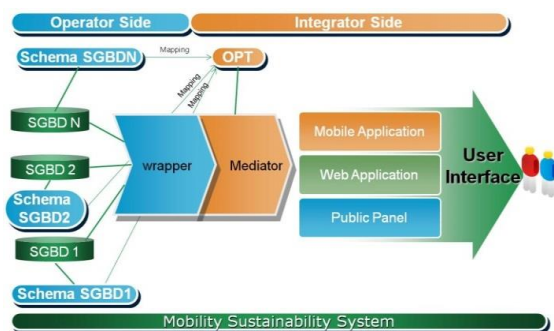 Operator Side
Integrator Side
Schema SGBDN
Mapping
OPT
Mapping
Mapping
SGBD N
SGBD 2
Schema
SGBD2
SGBD 1
Schema SGBD1
wrapper
Mediator
Mobile Application
Web Application
Public Panel
User
Interface
Mobility Sustainability System